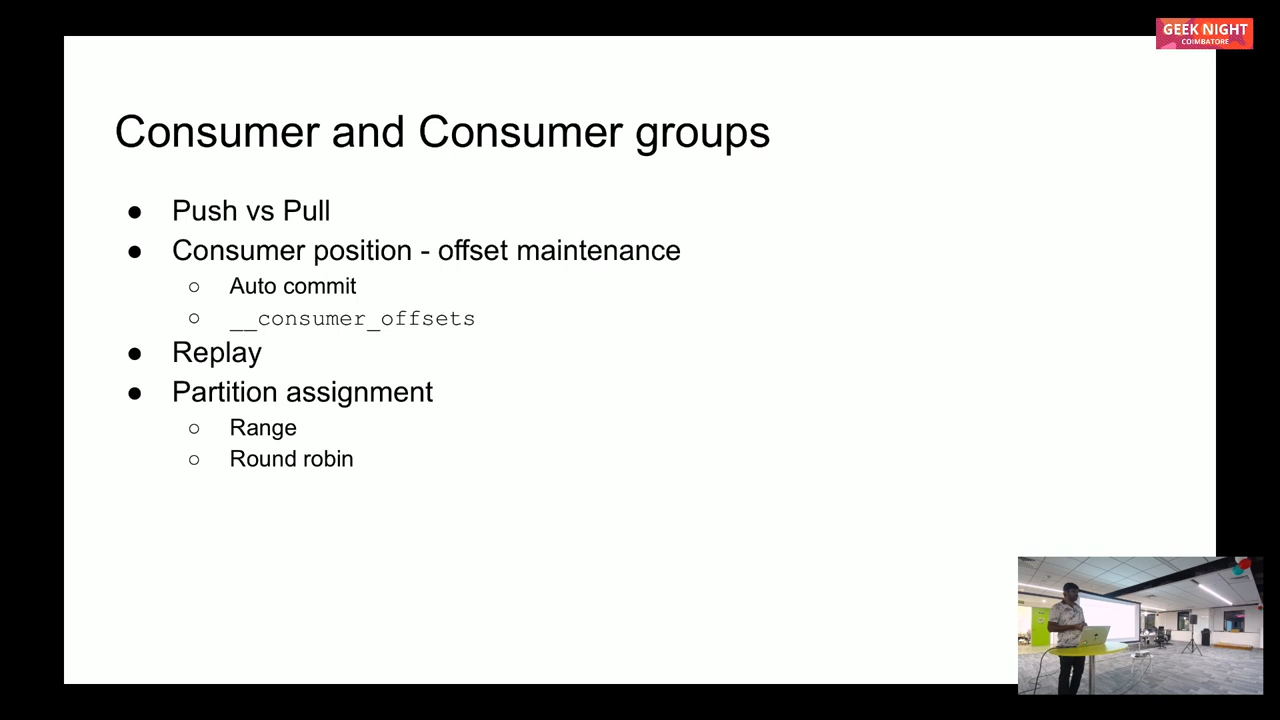 GEEK NIGHT
COIMBATORE
Consumer and Consumer groups
● Push vs Pull
● Consumer position - offset maintenance
○ Auto commit
○ __consumer_offsets
● Replay
● Partition assignment
○ Range
○ Round robin